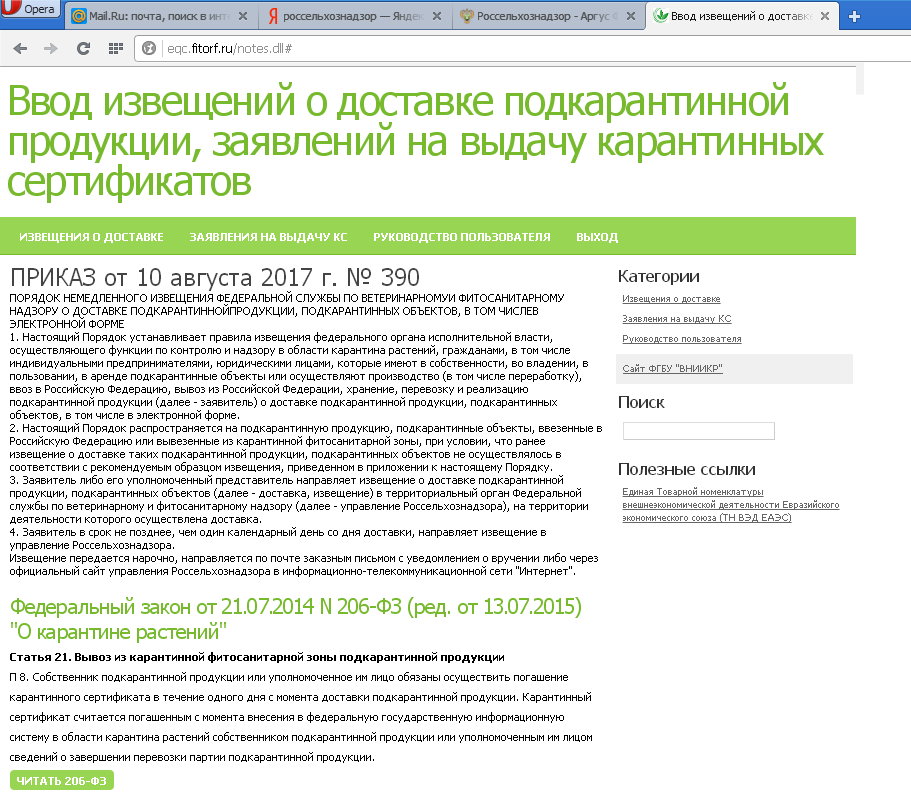 Opera
Mail.Ru: почта, поиск в инт
россельхознадзор — Яндек
Россельхознадзор - Аргус Ф
Ввод извещений о доставк
eqc.fitorf.ru/notes.dll#
Ввод извещений о доставке подкарантинной
продукции, заявлений на выдачу карантинных
сертификатов
ИЗВЕЩЕНИЯ О ДОСТАВКЕ ЗАЯВЛЕНИЯ НА ВЫДАЧУ КС РУКОВОДСТВО ПОЛЬЗОВАТЕЛЯ ВЫХОД
ПРИКАЗ от 10 августа 2017 г. № 390
ПОРЯДОК НЕМЕДЛЕННОГО ИЗВЕЩЕНИЯ ФЕДЕРАЛЬНОЙ СЛУЖБЫ ПО ВЕТЕРИНАРНОМУИ ФИТОСАНИТАРНОМУ
НАДЗОРУ О ДОСТАВКЕ ПОДКАРАНТИННОЙПРОДУКЦИИ, ПОДКАРАНТИННЫХ ОБЪЕКТОВ, В ТОМ ЧИСЛЕВ
ЭЛЕКТРОННОЙ ФОРМЕ
1. Настоящий Порядок устанавливает правила извещения федерального органа исполнительной власти,
осуществляющего функции по контролю и надзору в области карантина растений, гражданами, в том числе
индивидуальными предпринимателями, юридическими лицами, которые имеют в собственности, во владении, в
пользовании, в аренде подкарантинные объекты или осуществляют производство (в том числе переработку),
ввоз в Российскую Федерацию, вывоз из Российской Федерации, хранение, перевозку и реализацию
подкарантинной продукции (далее - заявитель) о доставке подкарантинной продукции, подкарантинных
объектов, в том числе в электронной форме.
2. Настоящий Порядок распространяется на подкарантинную продукцию, подкарантинные объекты, ввезенные в
Российскую Федерацию или вывезенные из карантинной фитосанитарной зоны, при условии, что ранее
извещение о доставке таких подкарантинной продукции, подкарантинных объектов не осуществлялось в
соответствии с рекомендуемым образцом извещения, приведенном в приложении к настоящему Порядку.
3. Заявитель либо его уполномоченный представитель направляет извещение о доставке подкарантинной
продукции, подкарантинных объектов (далее - доставка, извещение) в территориальный орган Федеральной
службы по ветеринарному и фитосанитарному надзору (далее - управление Россельхознадзора), на территории
деятельности которого осуществлена доставка.
4. Заявитель в срок не позднее, чем один календарный день со дня доставки, направляет извещение в
управление Россельхознадзора.
Извещение передается нарочно, направляется по почте заказным письмом с уведомлением о вручении либо через
официальный сайт управления Россельхознадзора в информационно-телекоммуникационной сети "Интернет".
Федеральный закон от 21.07.2014 N 206-ФЗ (ред. от 13.07.2015)
"О карантине растений"
Статья 21. Вывоз из карантинной фитосанитарной зоны подкарантинной продукции
П 8. Собственник подкарантинной продукции или уполномоченное им лицо обязаны осуществить погашение
карантинного сертификата в течение одного дня с момента доставки подкарантинной продукции. Карантинный
сертификат считается погашенным с момента внесения в федеральную государственную информационную
систему в области карантина растений собственником подкарантинной продукции или уполномоченным им лицом
сведений о завершении перевозки партии подкарантинной продукции.
ЧИТАТЬ 206-ФЗ
Категории
Извещения о доставке
Заявления на выдачу КС
Руководство пользователя
Сайт ФГБУ "ВНИИКР"
Поиск
Полезные ссылки
Единая Товарной номенклатуры
внешнеэкономической деятельности Евразийского
экономического союза (ТН ВЭД ЕАЭС)